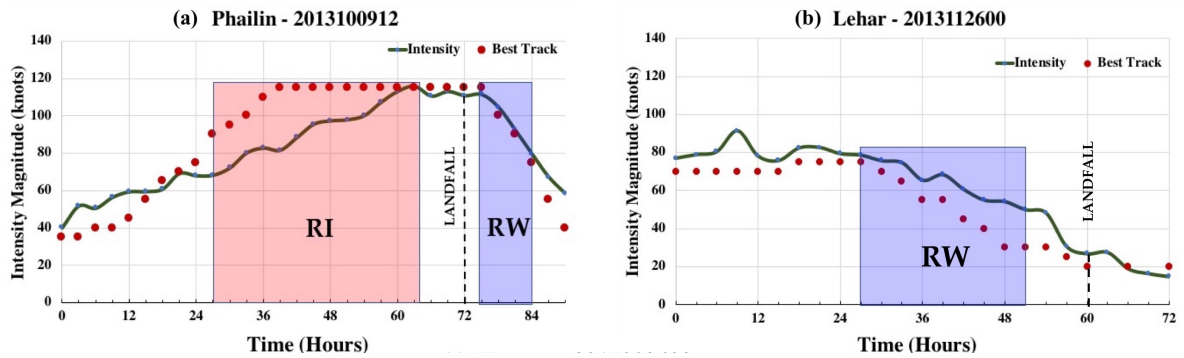 (a) Phailin - 2013100912
140
120
100
80
60
40
20
0
Intensity Magnitude (knots)
Intensity
Best Track
RI
LANDFALL
RW
0 12 24 36 48 60 72 84
Time (Hours)
(b) Lehar - 2013112600
140
120
100
80
60
40
20
0
Intensity Magnitude (knots)
Intensity
Best Track
RW
LANDFALL
0 12 24 36 48 60 72
Time (Hours)